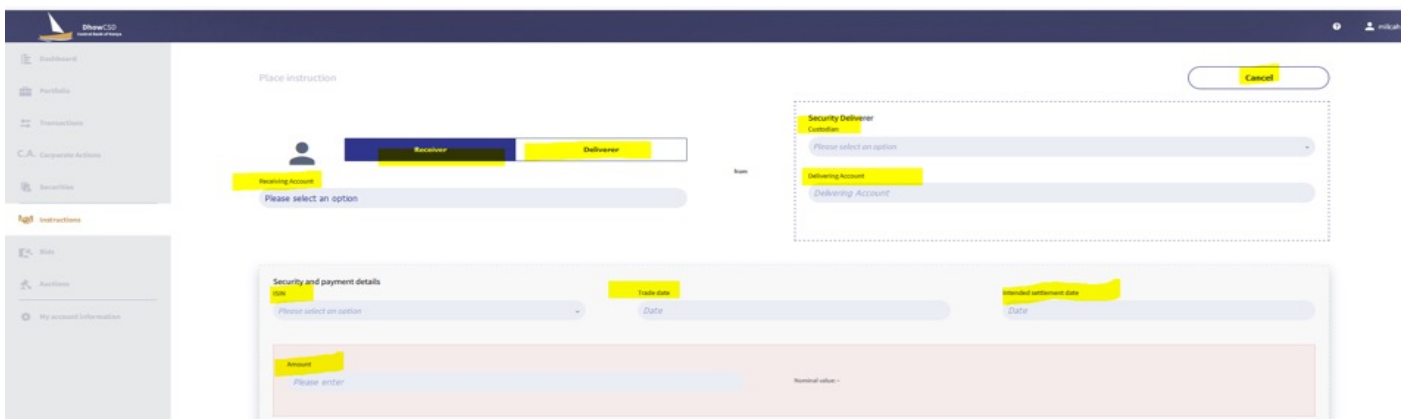 DhowCSD
Central Bank of Kenya
milcah
Dashboard
Portfolio
Transactions
C.A. Corporate Actions
Securities
Instructions
Bids
Auctions
My account information
Place instruction
Cancel
Receiver
Deliverer
Receiving Account
Please select an option
from
Security Deliverer
Custodian
Please select an option
Delivering Account
Delivering Account
Security and payment details
ISIN
Please select an option
Trade date
Date
Intended settlement date
Date
Amount
Please enter
Nominal value:-